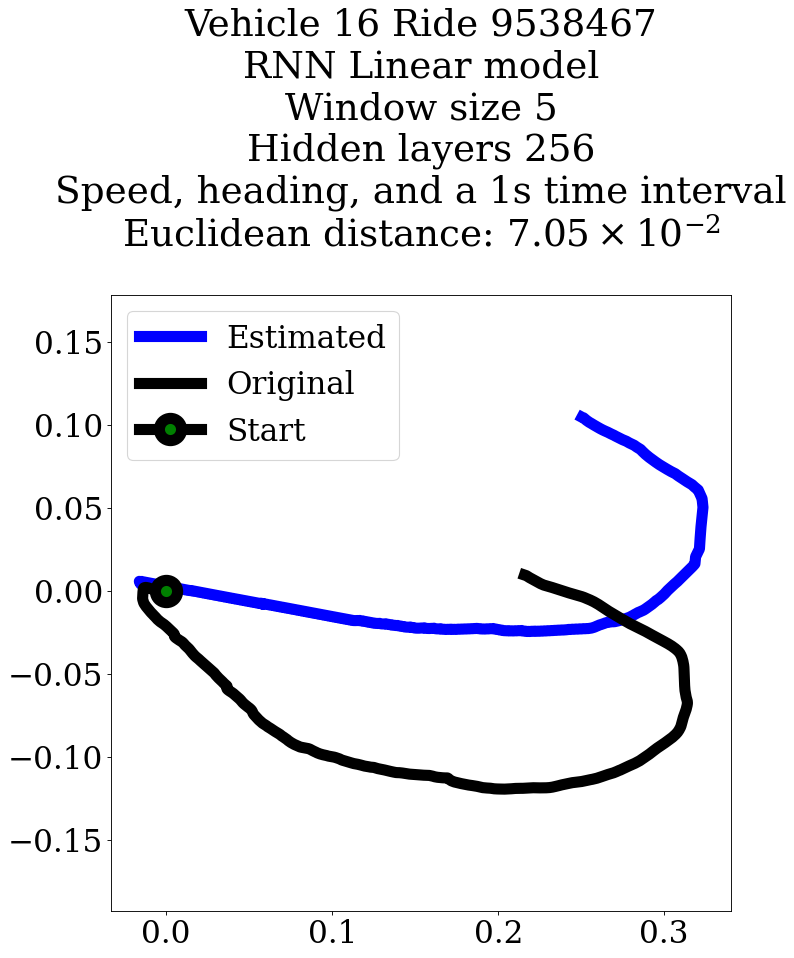 Vehicle 16 Ride 9538467
RNN Linear model
Window size 5
Hidden layers 256
Speed, heading, and a 1s time interval
Euclidean distance: 7.05 × 10⁻²
Estimated
Original
Start
0.15
0.10
0.05
0.00
−0.05
−0.10
−0.15
0.0 0.1 0.2 0.3